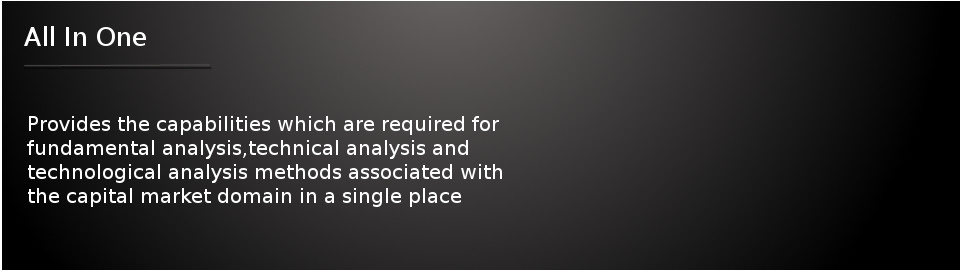 All In One
Provides the capabilities which are required for
fundamental analysis,technical analysis and
technological analysis methods associated with
the capital market domain in a single place